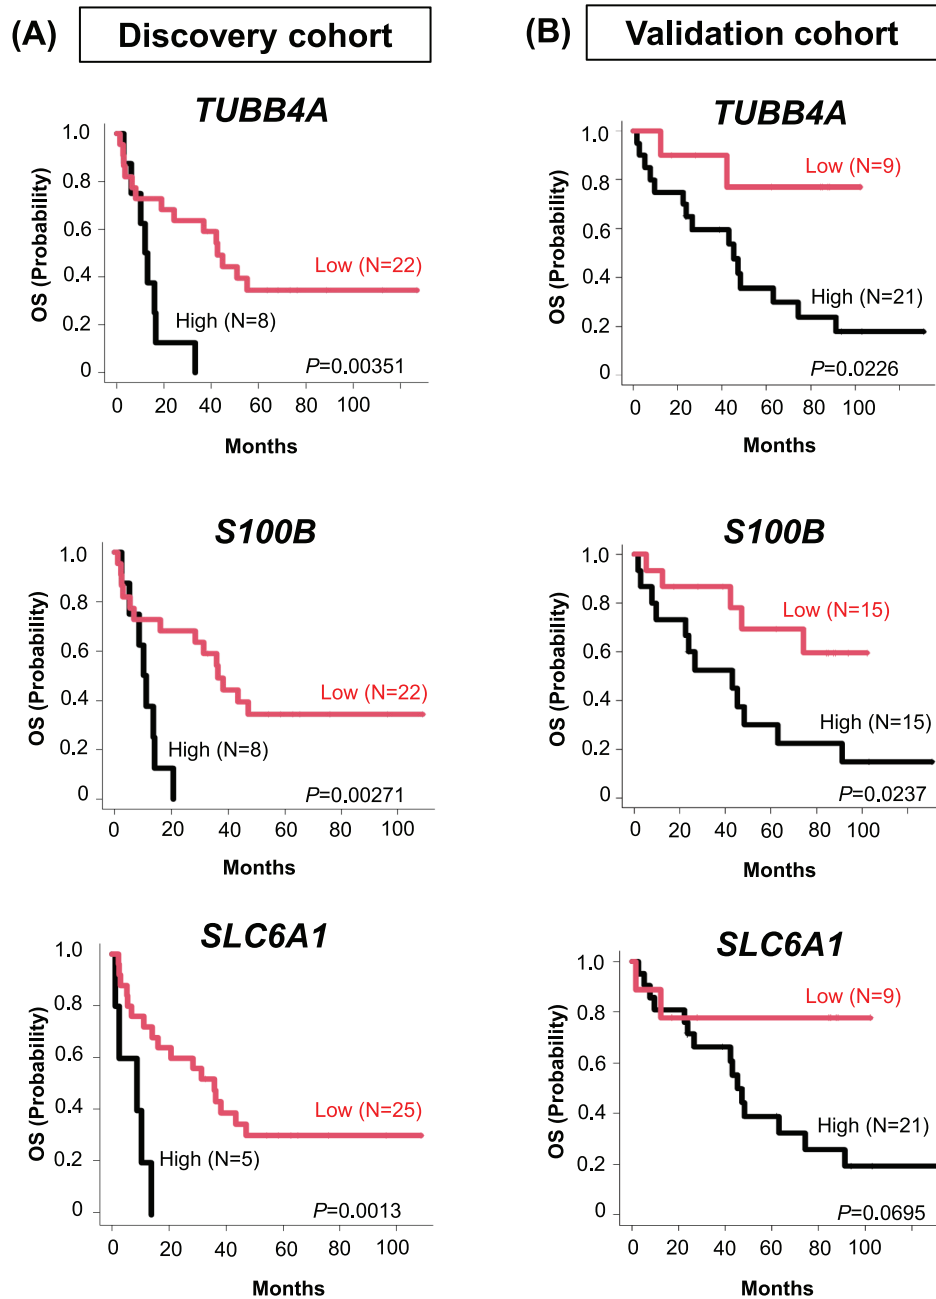 (A) Discovery cohort
TUBB4A
1.0
0.8
0.6
0.4
0.2
0
OS (Probability)
Low (N=22)
High (N=8)
P=0.00351
0 20 40 60 80 100
Months
S100B
1.0
0.8
0.6
0.4
0.2
0
OS (Probability)
Low (N=22)
High (N=8)
P=0.00271
0 20 40 60 80 100
Months
SLC6A1
1.0
0.8
0.6
0.4
0.2
0
OS (Probability)
Low (N=25)
High (N=5)
P=0.0013
0 20 40 60 80 100
Months
(B) Validation cohort
TUBB4A
1.0
0.8
0.6
0.4
0.2
0
OS (Probability)
Low (N=9)
High (N=21)
P=0.0226
0 20 40 60 80 100
Months
S100B
1.0
0.8
0.6
0.4
0.2
0
OS (Probability)
Low (N=15)
High (N=15)
P=0.0237
0 20 40 60 80 100
Months
SLC6A1
1.0
0.8
0.6
0.4
0.2
0
OS (Probability)
Low (N=9)
High (N=21)
P=0.0695
0 20 40 60 80 100
Months